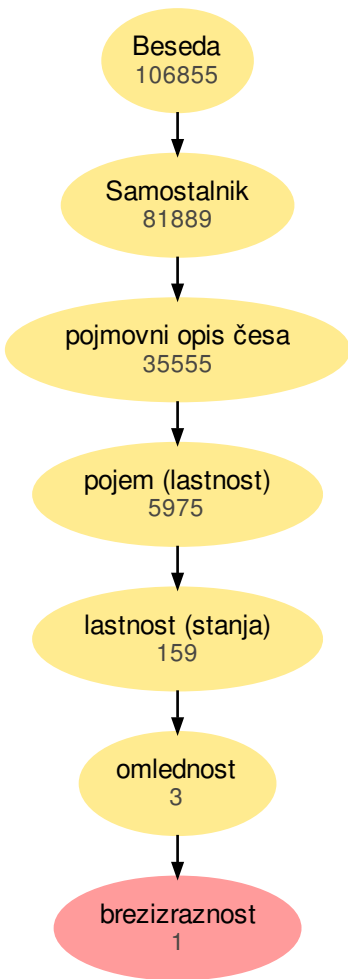 Beseda
106855
Samostalnik
81889
pojmovni opis česa
35555
pojem (lastnost)
5975
lastnost (stanja)
159
omlednost
3
brezizraznost
1